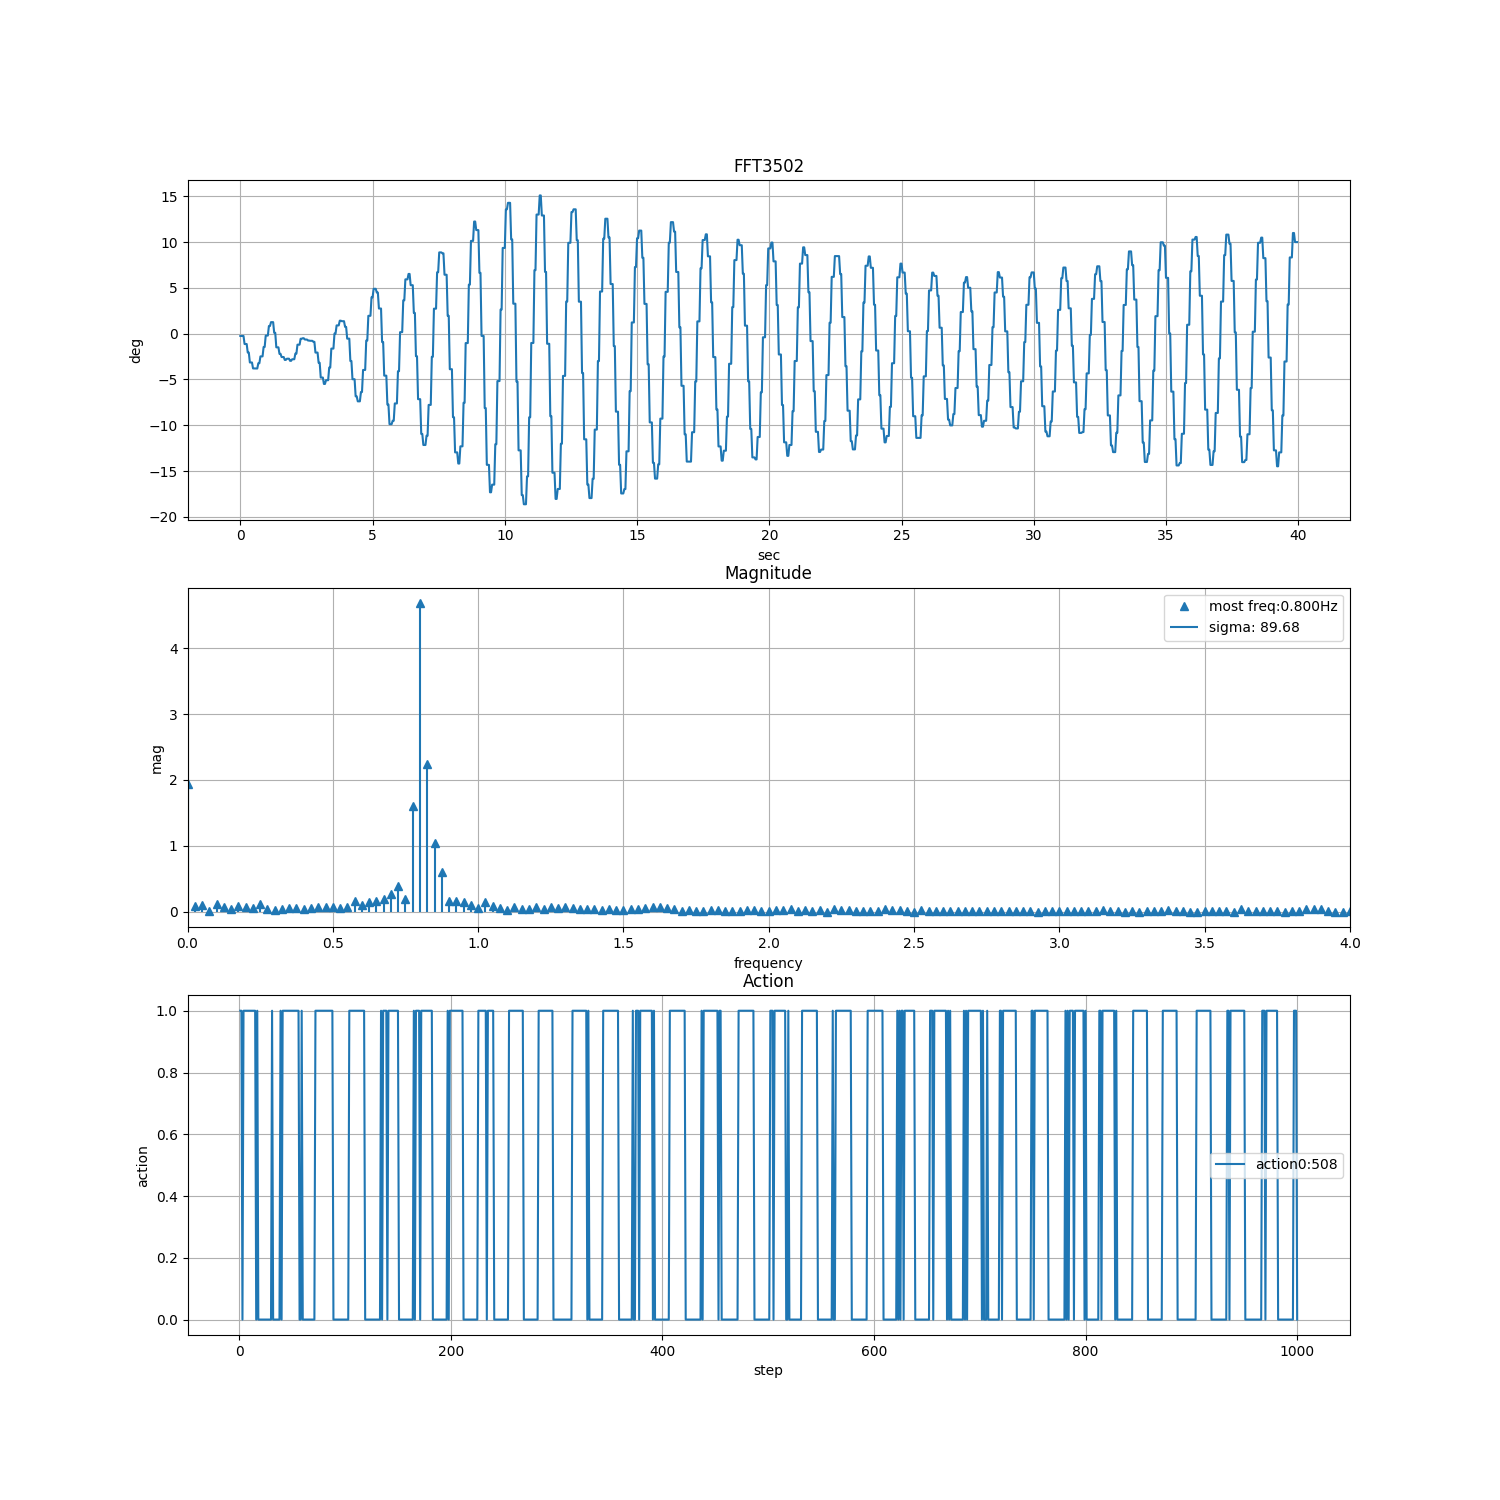 FFT3502
15
10
5
0
−5
−10
−15
−20
deg
0 5 10 15 20 25 30 35 40
sec
Magnitude
most freq:0.800Hz
sigma: 89.68
4
3
2
1
0
mag
0.0 0.5 1.0 1.5 2.0 2.5 3.0 3.5 4.0
frequency
Action
1.0
0.8
0.6
0.4
0.2
0.0
action
action0:508
0 200 400 600 800 1000
step